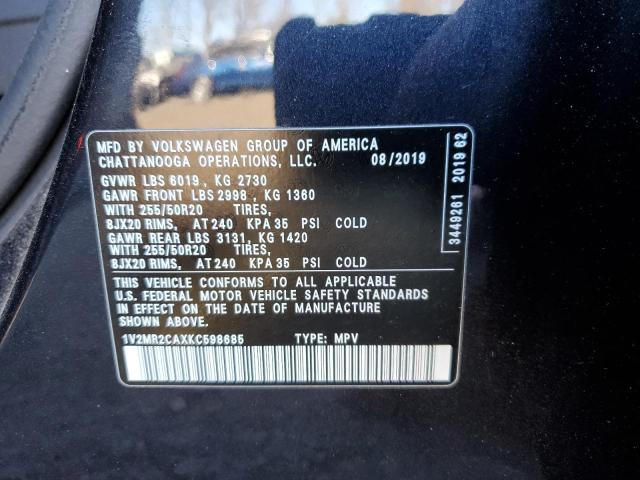 MFD BY VOLKSWAGEN GROUP OF AMERICA
CHATTANOOGA OPERATIONS, LLC. 08/2019
GVWR LBS 6019, KG 2730
GAWR FRONT LBS 2998, KG 1360
WITH 255/50R20 TIRES,
8JX20 RIMS, AT 240 KPA 35 PSI COLD
GAWR REAR LBS 3131, KG 1420
WITH 255/50R20 TIRES,
8JX20 RIMS, AT 240 KPA 35 PSI COLD
THIS VEHICLE CONFORMS TO ALL APPLICABLE
U.S. FEDERAL MOTOR VEHICLE SAFETY STANDARDS
IN EFFECT ON THE DATE OF MANUFACTURE
SHOWN ABOVE
1V2MR2CAXKC598685 TYPE: MPV
3449261 2019 62